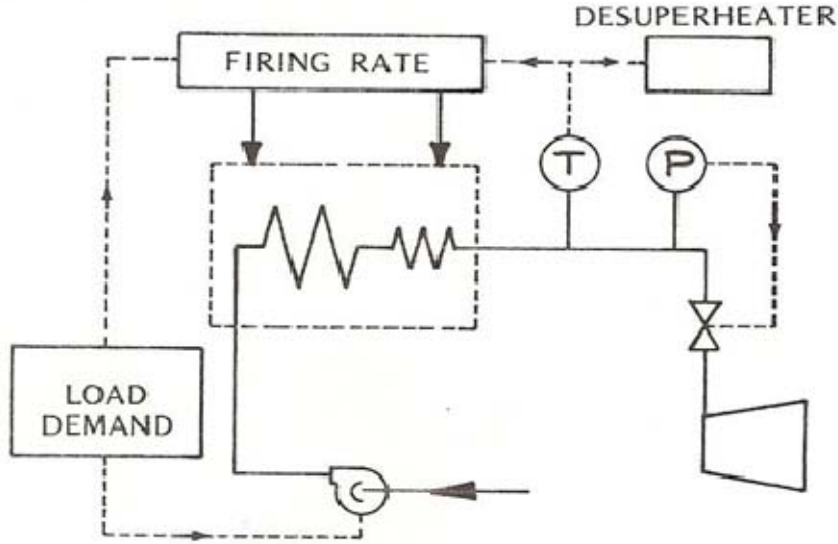 DESUPERHEATER
FIRING RATE
T
P
LOAD
DEMAND
C